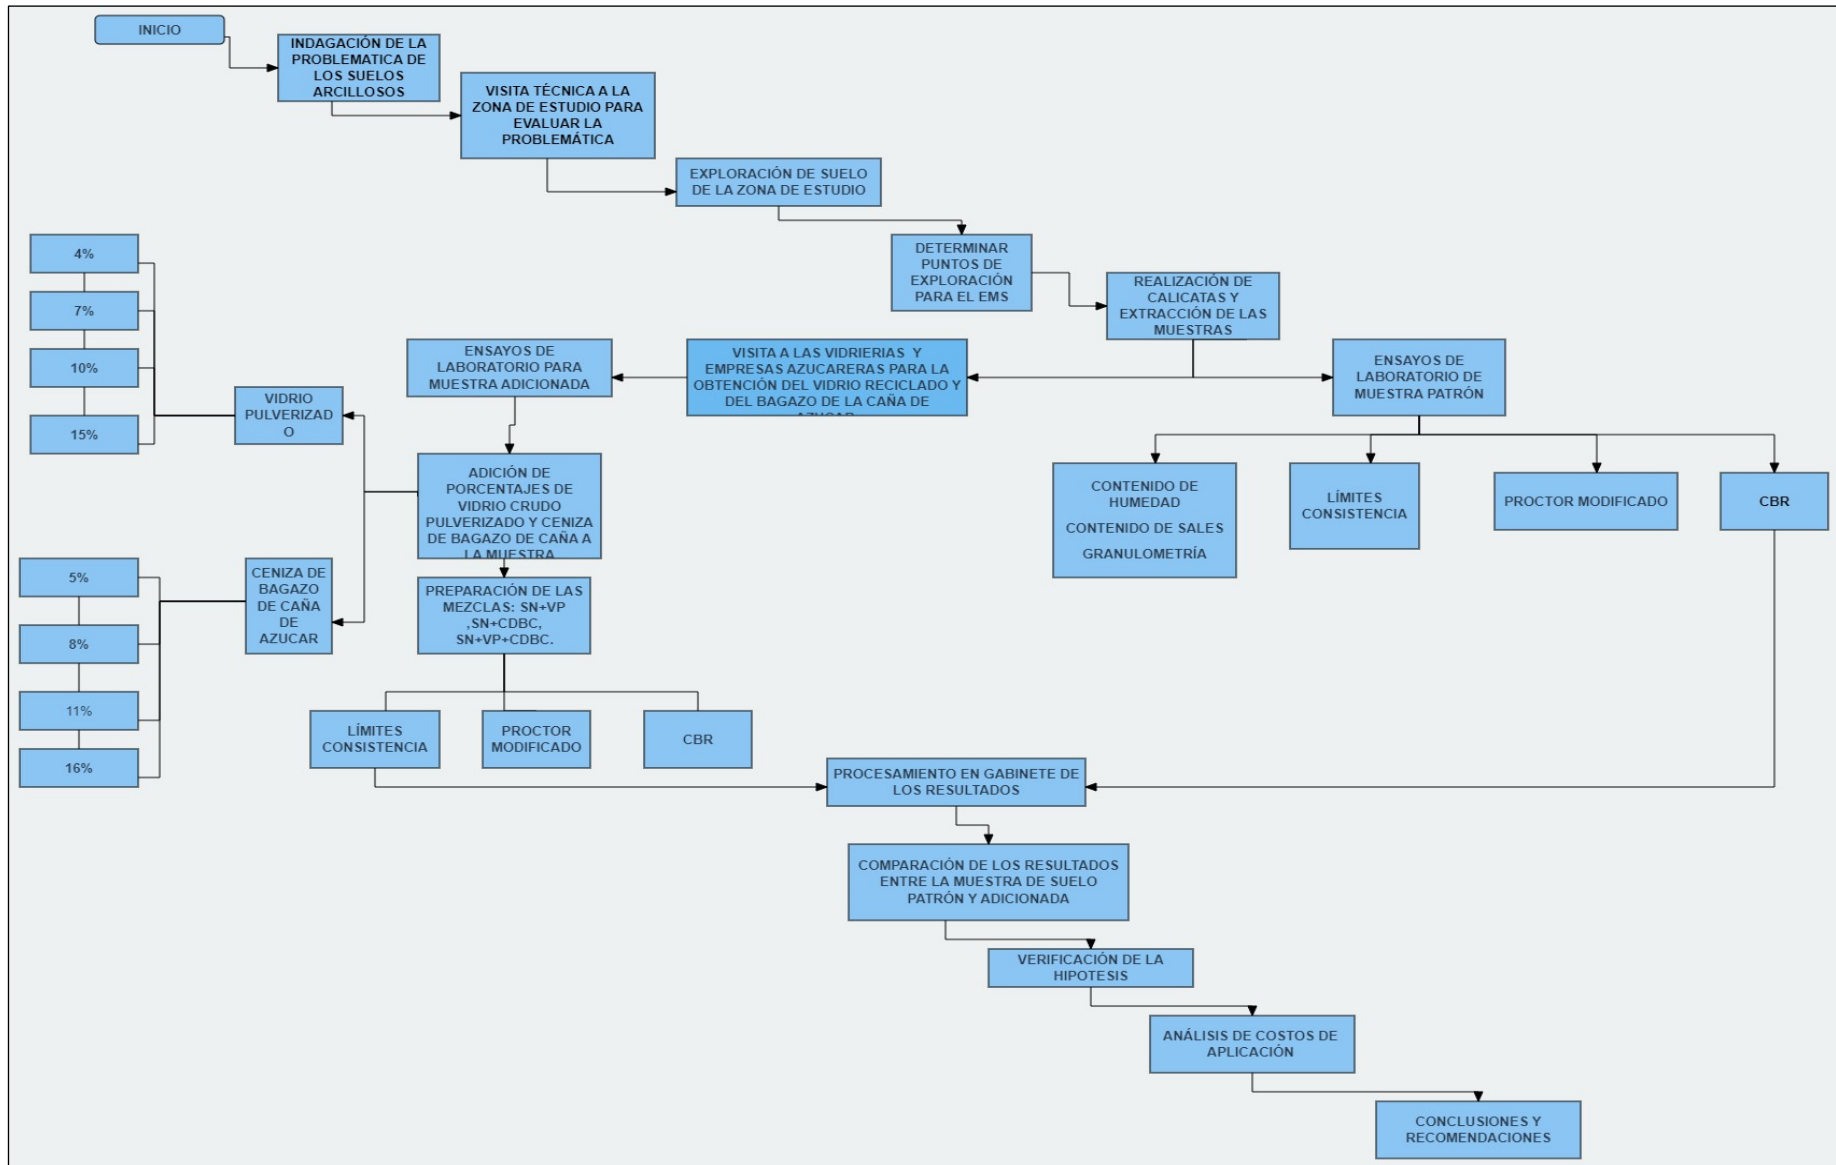 INICIO
INDAGACIÓN DE LA
PROBLEMATICA DE
LOS SUELOS
ARCILLOSOS
VISITA TÉCNICA A LA
ZONA DE ESTUDIO PARA
EVALUAR LA
PROBLEMÁTICA
EXPLORACIÓN DE SUELO
DE LA ZONA DE ESTUDIO
DETERMINAR
PUNTOS DE
EXPLORACIÓN
PARA EL EMS
REALIZACIÓN DE
CALICATAS Y
EXTRACCIÓN DE LAS
MUESTRAS
ENSAYOS DE
LABORATORIO PARA
MUESTRA ADICIONADA
VISITA A LAS VIDRIERIAS Y
EMPRESAS AZUCARERAS PARA LA
OBTENCIÓN DEL VIDRIO RECICLADO Y
DEL BAGAZO DE LA CAÑA DE
AZUCAR
ENSAYOS DE
LABORATORIO DE
MUESTRA PATRÓN
4%
7%
10%
15%
VIDRIO
PULVERIZAD
O
ADICIÓN DE
PORCENTAJES DE
VIDRIO CRUDO
PULVERIZADO Y CENIZA
DE BAGAZO DE CAÑA A
LA MUESTRA
CONTENIDO DE
HUMEDAD
CONTENIDO DE SALES
GRANULOMETRÍA
LÍMITES
CONSISTENCIA
PROCTOR MODIFICADO
CBR
5%
8%
11%
16%
CENIZA DE
BAGAZO
DE CAÑA
DE
AZUCAR
PREPARACIÓN DE LAS
MEZCLAS: SN+VP
,SN+CDBC,
SN+VP+CDBC.
LÍMITES
CONSISTENCIA
PROCTOR
MODIFICADO
CBR
PROCESAMIENTO EN GABINETE DE
LOS RESULTADOS
COMPARACIÓN DE LOS RESULTADOS
ENTRE LA MUESTRA DE SUELO
PATRÓN Y ADICIONADA
VERIFICACIÓN DE LA
HIPOTESIS
ANÁLISIS DE COSTOS DE
APLICACIÓN
CONCLUSIONES Y
RECOMENDACIONES